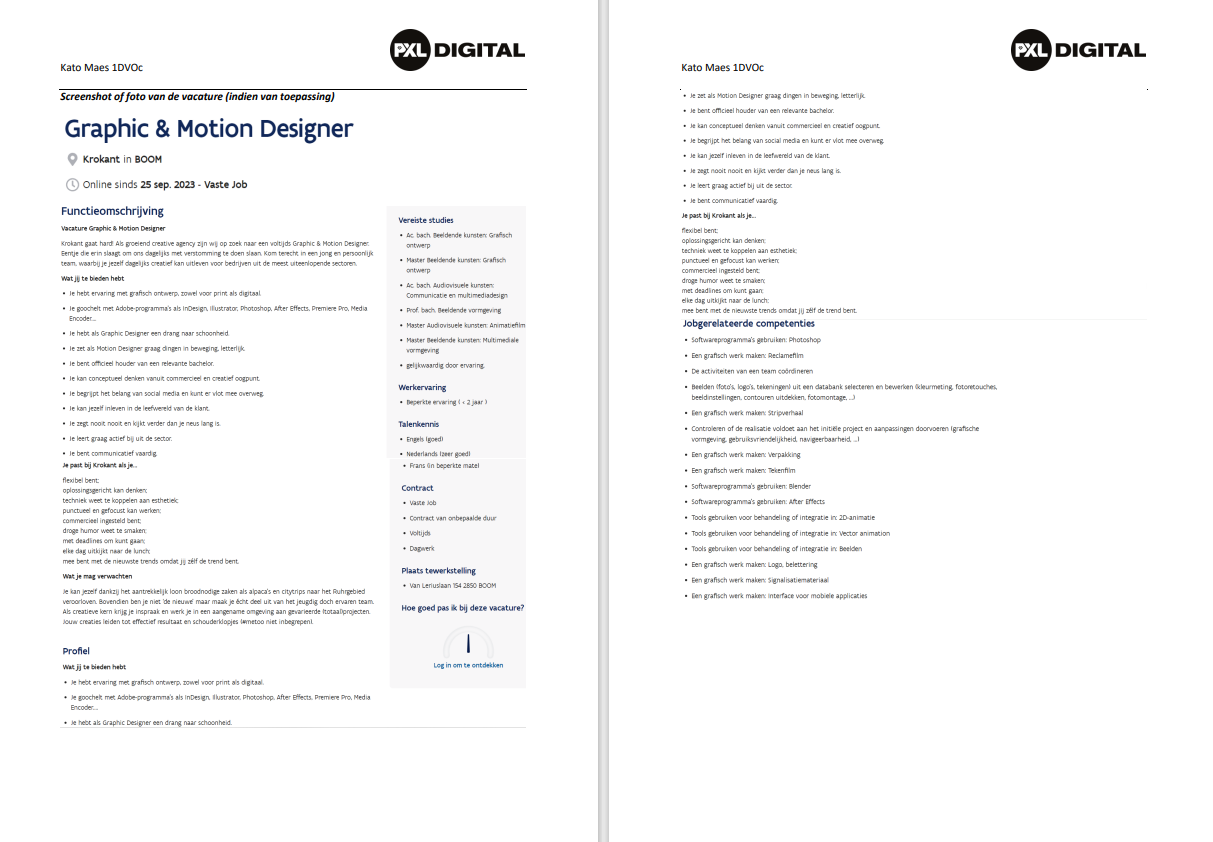 PXL DIGITAL
Kato Maes 1DVOc
Screenshot of foto van de vacature (indien van toepassing)
Graphic & Motion Designer
Krokant in BOOM
Online sinds 25 sep. 2023 - Vaste Job
Functieomschrijving
Vacature Graphic & Motion Designer
Krokant gaat hard! Als groeiend creative agency zijn wij op zoek naar een voltijds Graphic & Motion Designer.
Eentje die erin slaagt om ons dagelijks met verstomming te doen slaan. Kom terecht in een jong en persoonlijk
team, waarbij je jezelf dagelijks creatief kan uitleven voor bedrijven uit de meest uiteenlopende sectoren.
Wat jij te bieden hebt
• Je hebt ervaring met grafisch ontwerp, zowel voor print als digitaal.
• Je goochelt met Adobe-programma's als InDesign, Illustrator, Photoshop, After Effects, Premiere Pro, Media
Encoder...
• Je hebt als Graphic Designer een drang naar schoonheid.
• Je zet als Motion Designer graag dingen in beweging, letterlijk.
• Je bent officieel houder van een relevante bachelor.
• Je kan conceptueel denken vanuit commercieel en creatief oogpunt.
• Je begrijpt het belang van social media en kunt er vlot mee overweg.
• Je kan jezelf inleven in de leefwereld van de klant.
• Je zegt nooit nooit en kijkt verder dan je neus lang is.
• Je leert graag actief bij uit de sector.
• Je bent communicatief vaardig.
Je past bij Krokant als je...
flexibel bent;
oplossingsgericht kan denken;
techniek weet te koppelen aan esthetiek;
punctueel en gefocust kan werken;
commercieel ingesteld bent;
droge humor weet te smaken;
met deadlines om kunt gaan;
elke dag uitkijkt naar de lunch;
mee bent met de nieuwste trends omdat jij zélf de trend bent.
Wat je mag verwachten
Je kan jezelf dankzij het aantrekkelijk loon broodnodige zaken als alpaca's en citytrips naar het Ruhrgebied
veroorloven. Bovendien ben je niet 'de nieuwe' maar maak je écht deel uit van het jeugdig doch ervaren team.
Als creatieve kern krijg je inspraak en werk je in een aangename omgeving aan gevarieerde (totaal)projecten.
Jouw creaties leiden tot effectief resultaat en schouderklopjes (#metoo niet inbegrepen).
Profiel
Wat jij te bieden hebt
• Je hebt ervaring met grafisch ontwerp, zowel voor print als digitaal.
• Je goochelt met Adobe-programma's als InDesign, Illustrator, Photoshop, After Effects, Premiere Pro, Media
Encoder...
• Je hebt als Graphic Designer een drang naar schoonheid.
Vereiste studies
• Ac. bach. Beeldende kunsten: Grafisch
ontwerp
• Master Beeldende kunsten: Grafisch
ontwerp
• Ac. bach. Audiovisuele kunsten:
Communicatie en multimediadesign
• Prof. bach. Beeldende vormgeving
• Master Audiovisuele kunsten: Animatiefilm
• Master Beeldende kunsten: Multimediale
vormgeving
• gelijkwaardig door ervaring.
Werkervaring
• Beperkte ervaring ( < 2 jaar )
Talenkennis
• Engels (goed)
• Nederlands (zeer goed)
• Frans (in beperkte mate)
Contract
• Vaste Job
• Contract van onbepaalde duur
• Voltijds
• Dagwerk
Plaats tewerkstelling
• Van Leriuslaan 154 2850 BOOM
Hoe goed pas ik bij deze vacature?
Log in om te ontdekken
PXL DIGITAL
Kato Maes 1DVOc
• Je zet als Motion Designer graag dingen in beweging, letterlijk.
• Je bent officieel houder van een relevante bachelor.
• Je kan conceptueel denken vanuit commercieel en creatief oogpunt.
• Je begrijpt het belang van social media en kunt er vlot mee overweg.
• Je kan jezelf inleven in de leefwereld van de klant.
• Je zegt nooit nooit en kijkt verder dan je neus lang is.
• Je leert graag actief bij uit de sector.
• Je bent communicatief vaardig.
Je past bij Krokant als je...
flexibel bent;
oplossingsgericht kan denken;
techniek weet te koppelen aan esthetiek;
punctueel en gefocust kan werken;
commercieel ingesteld bent;
droge humor weet te smaken;
met deadlines om kunt gaan;
elke dag uitkijkt naar de lunch;
mee bent met de nieuwste trends omdat jij zélf de trend bent.
Jobgerelateerde competenties
• Softwareprogramma's gebruiken: Photoshop
• Een grafisch werk maken: Reclamefilm
• De activiteiten van een team coördineren
• Beelden (foto's, logo's, tekeningen) uit een databank selecteren en bewerken (kleurmeting, fotoretouches,
beeldinstellingen, contouren uitdekken, fotomontage, ...)
• Een grafisch werk maken: Stripverhaal
• Controleren of de realisatie voldoet aan het initiële project en aanpassingen doorvoeren (grafische
vormgeving, gebruiksvriendelijkheid, navigeerbaarheid, ...)
• Een grafisch werk maken: Verpakking
• Een grafisch werk maken: Tekenfilm
• Softwareprogramma's gebruiken: Blender
• Softwareprogramma's gebruiken: After Effects
• Tools gebruiken voor behandeling of integratie in: 2D-animatie
• Tools gebruiken voor behandeling of integratie in: Vector animation
• Tools gebruiken voor behandeling of integratie in: Beelden
• Een grafisch werk maken: Logo, belettering
• Een grafisch werk maken: Signalisatiemateriaal
• Een grafisch werk maken: Interface voor mobiele applicaties